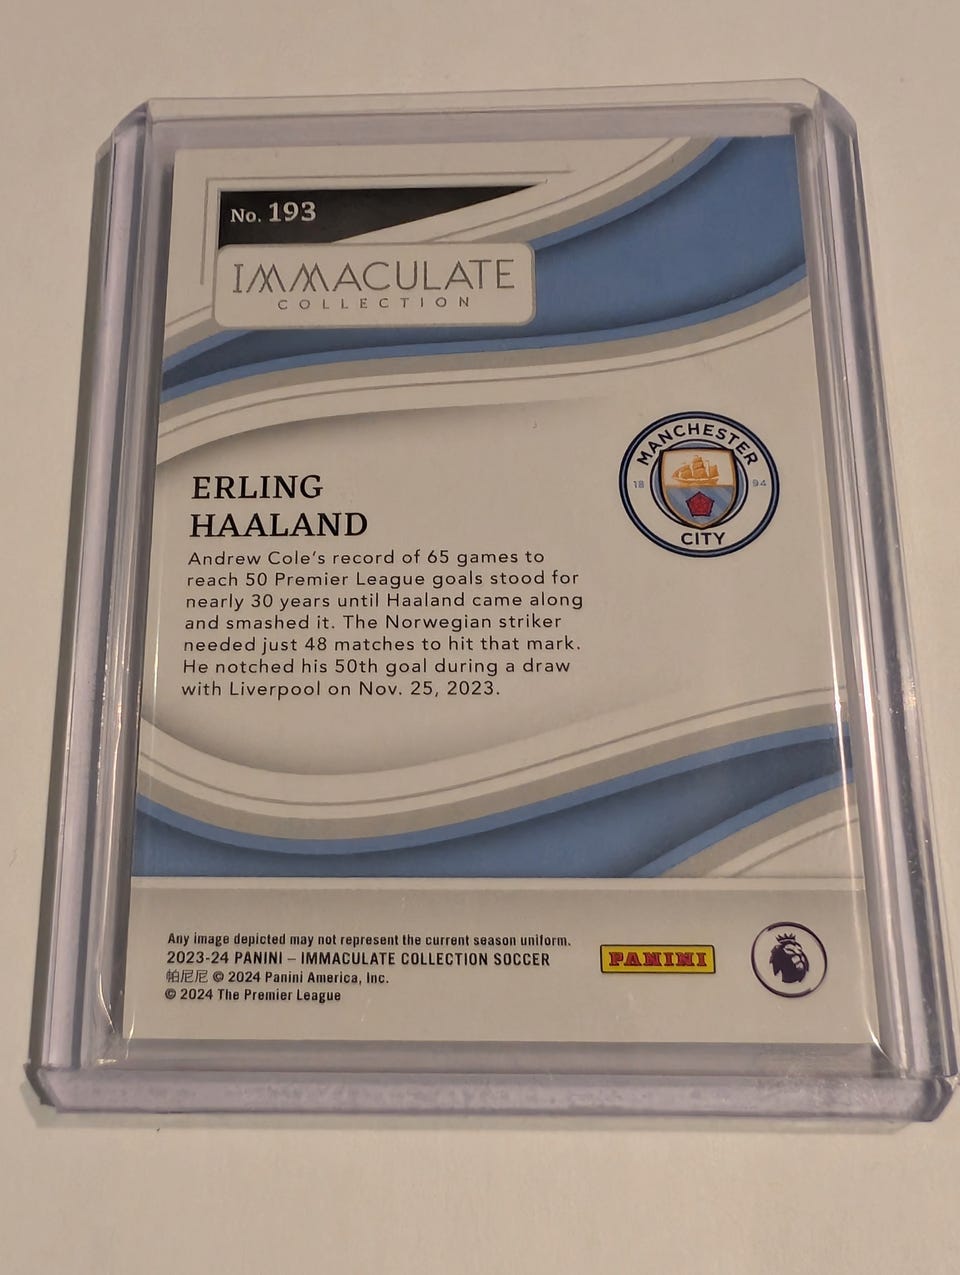 No. 193
IMMACULATE
COLLECTION
MANCHESTER
18 94
CITY
ERLING
HAALAND
Andrew Cole's record of 65 games to
reach 50 Premier League goals stood for
nearly 30 years until Haaland came along
and smashed it. The Norwegian striker
needed just 48 matches to hit that mark.
He notched his 50th goal during a draw
with Liverpool on Nov. 25, 2023.
Any image depicted may not represent the current season uniform.
2023-24 PANINI – IMMACULATE COLLECTION SOCCER
帕尼尼 © 2024 Panini America, Inc.
© 2024 The Premier League
PANINI